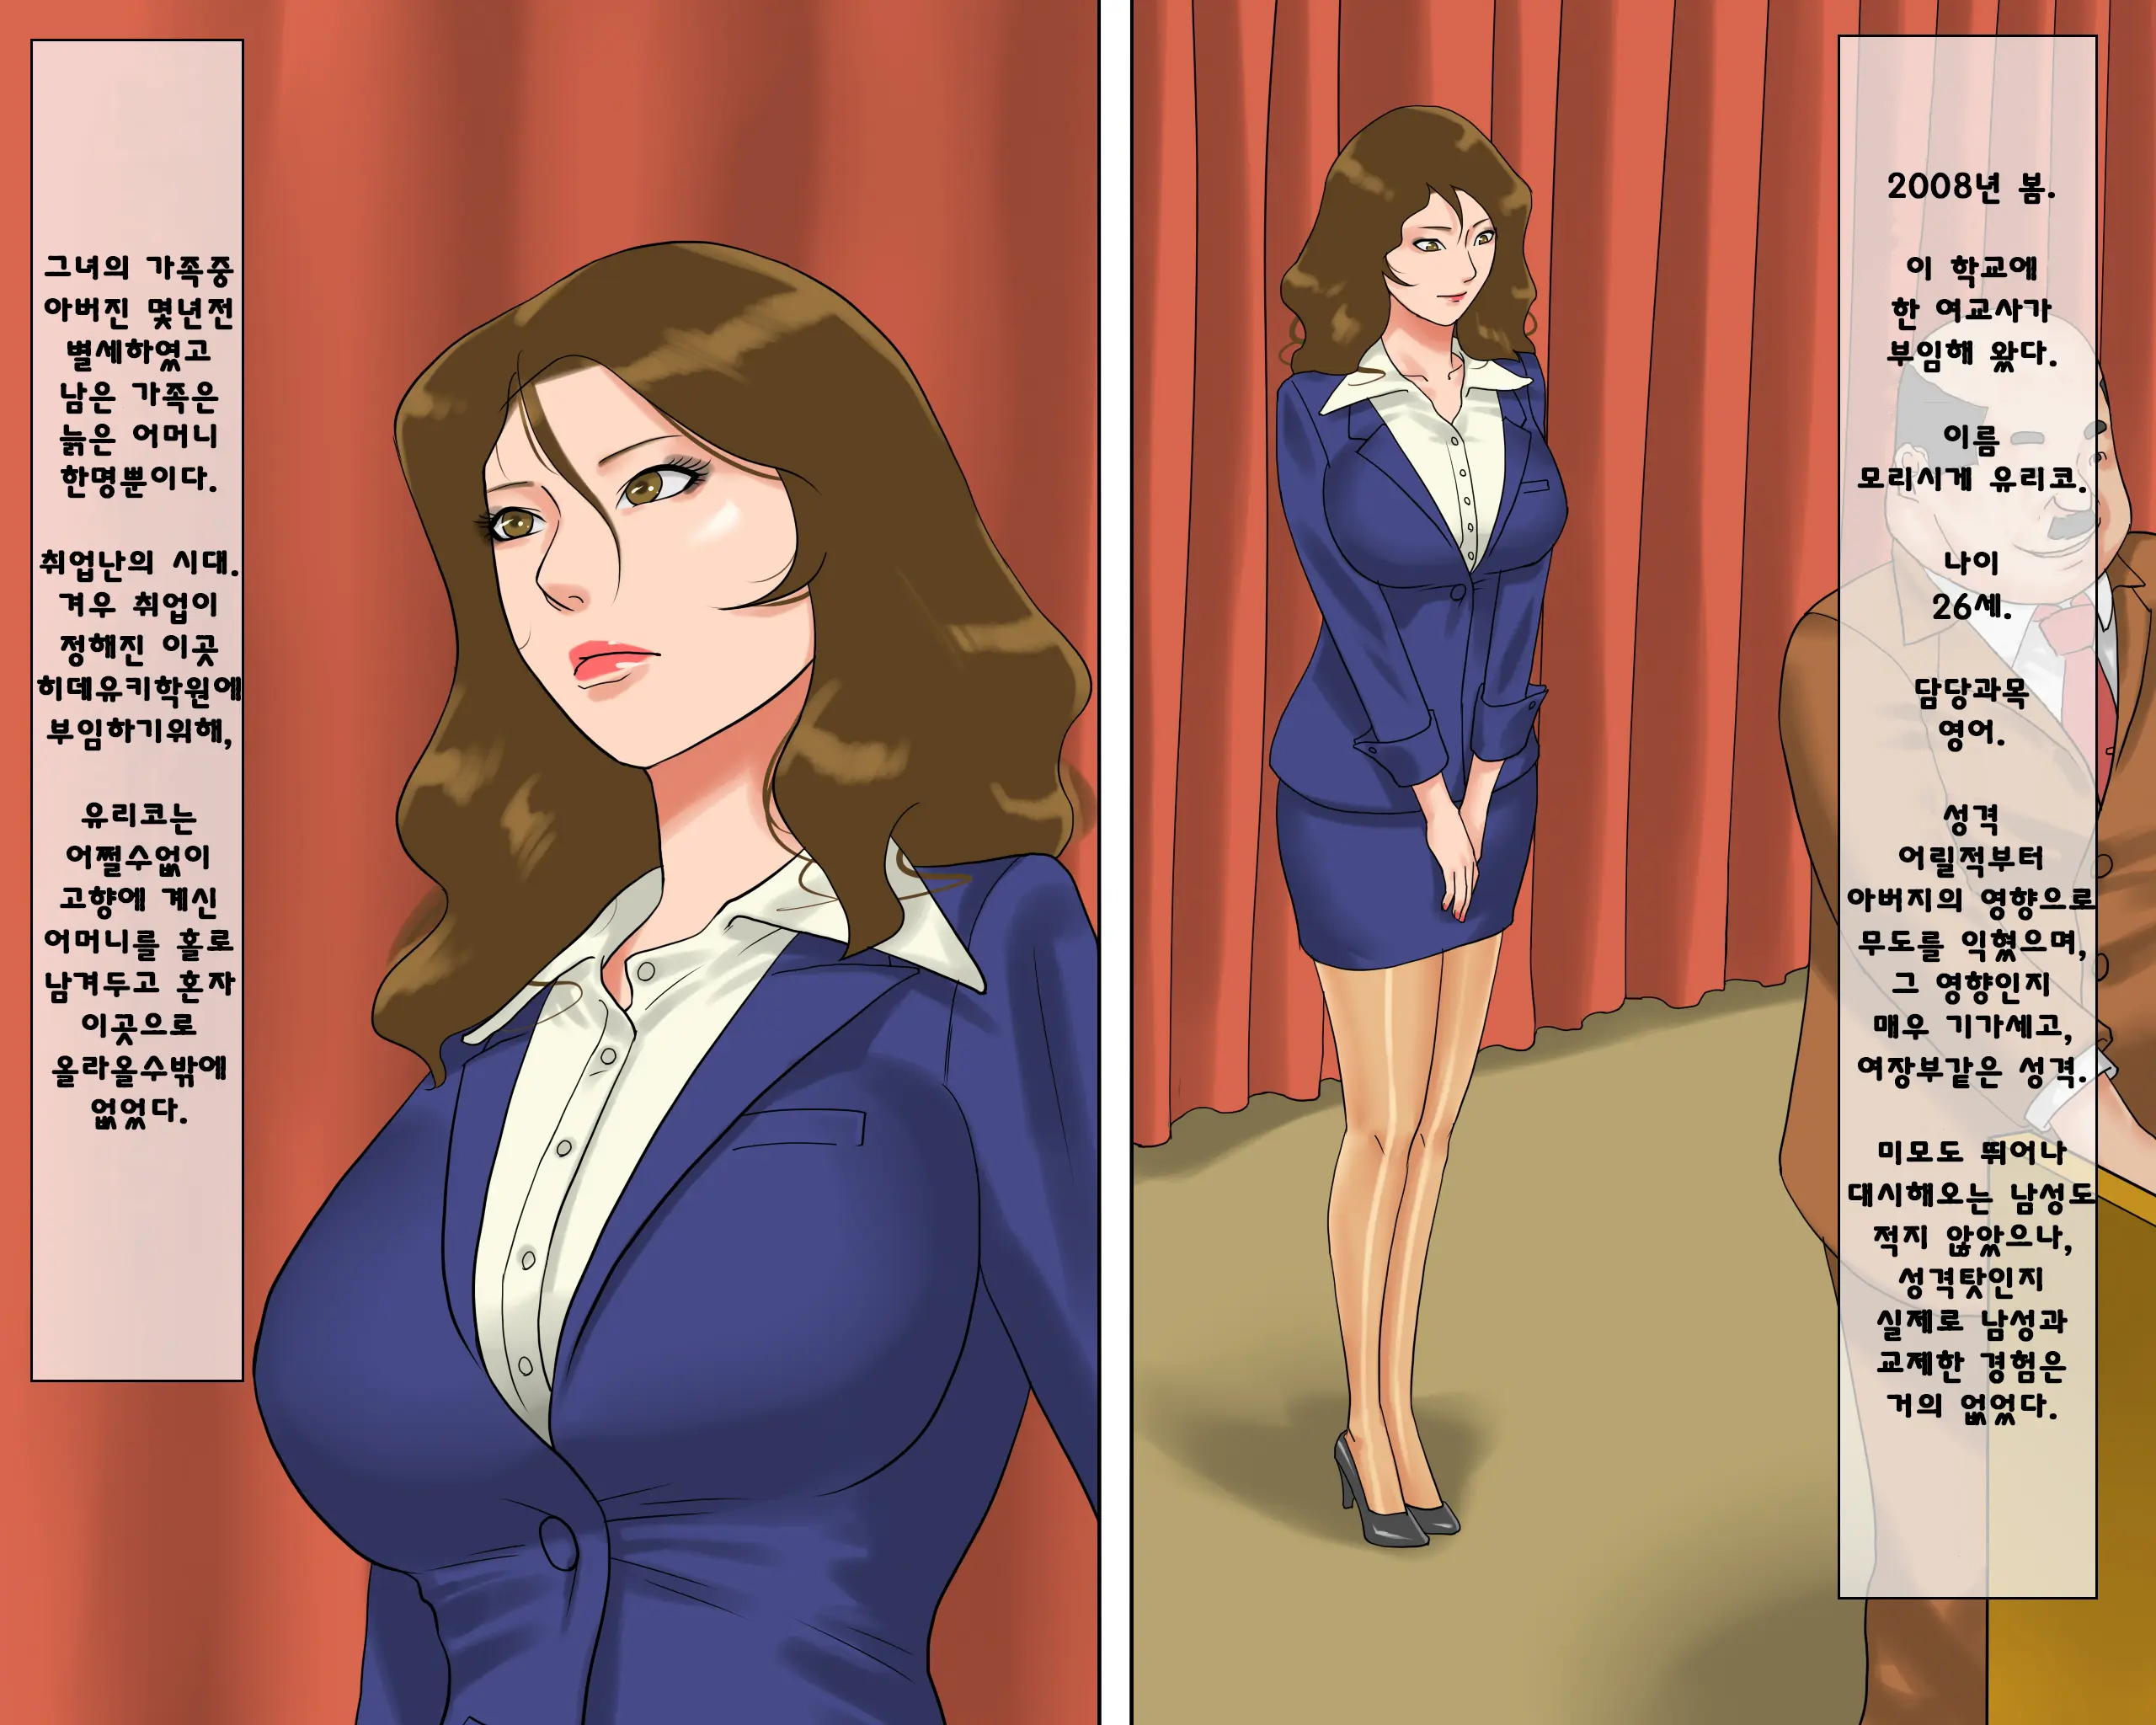 2008년 봄.
이 학교에
한 여교사가
부임해 왔다.
이름
모리시게 유리코.
나이
26세.
담당과목
영어.
성격
어릴적부터
아버지의 영향으로
무도를 익혔으며,
그 영향인지
매우 기가세고,
여장부같은 성격.
미모도 뛰어나
대시해오는 남성도
적지 않았으나,
성격탓인지
실제로 남성과
교제한 경험은
거의 없었다.
그녀의 가족중
아버진 몇년전
별세하였고
남은 가족은
늙은 어머니
한명뿐이다.
취업난의 시대.
겨우 취업이
정해진 이곳
히데유키학원에
부임하기위해,
유리코는
어쩔수없이
고향에 계신
어머니를 홀로
남겨두고 혼자
이곳으로
올라올수밖에
없었다.